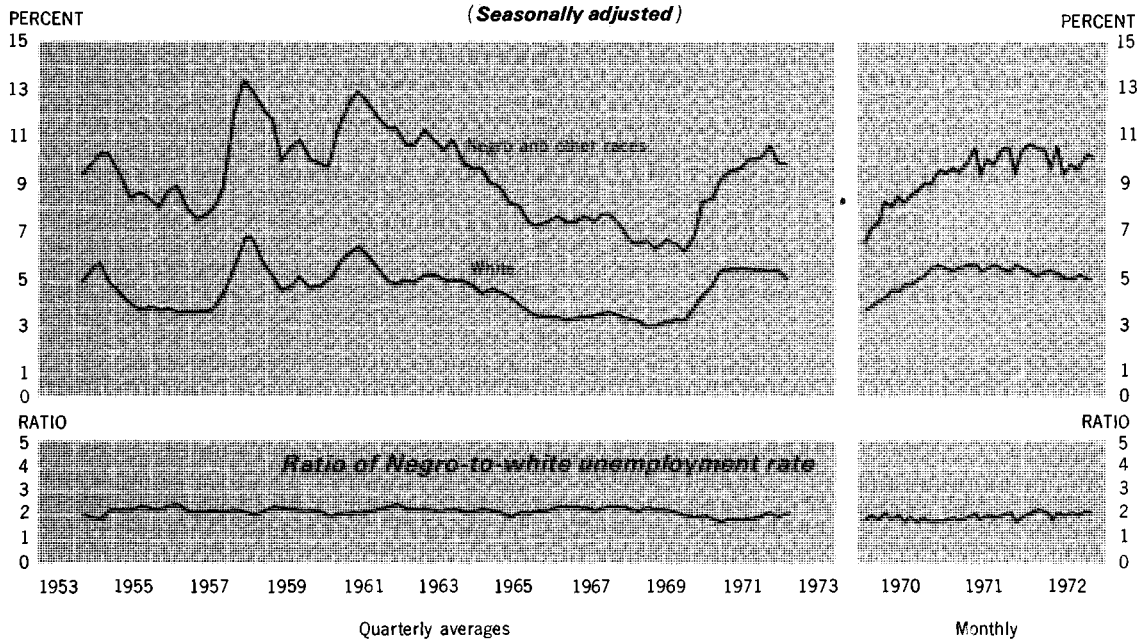 (Seasonally adjusted)
PERCENT PERCENT
15 15
13 13
11 11
Negro and other races
9 9
7 7
White
5 5
3 3
1 1
0 0
RATIO RATIO
5 5
Ratio of Negro-to-white unemployment rate
4 4
3 3
2 2
1 1
0 0
1953 1955 1957 1959 1961 1963 1965 1967 1969 1971 1973 1970 1971 1972
Quarterly averages Monthly